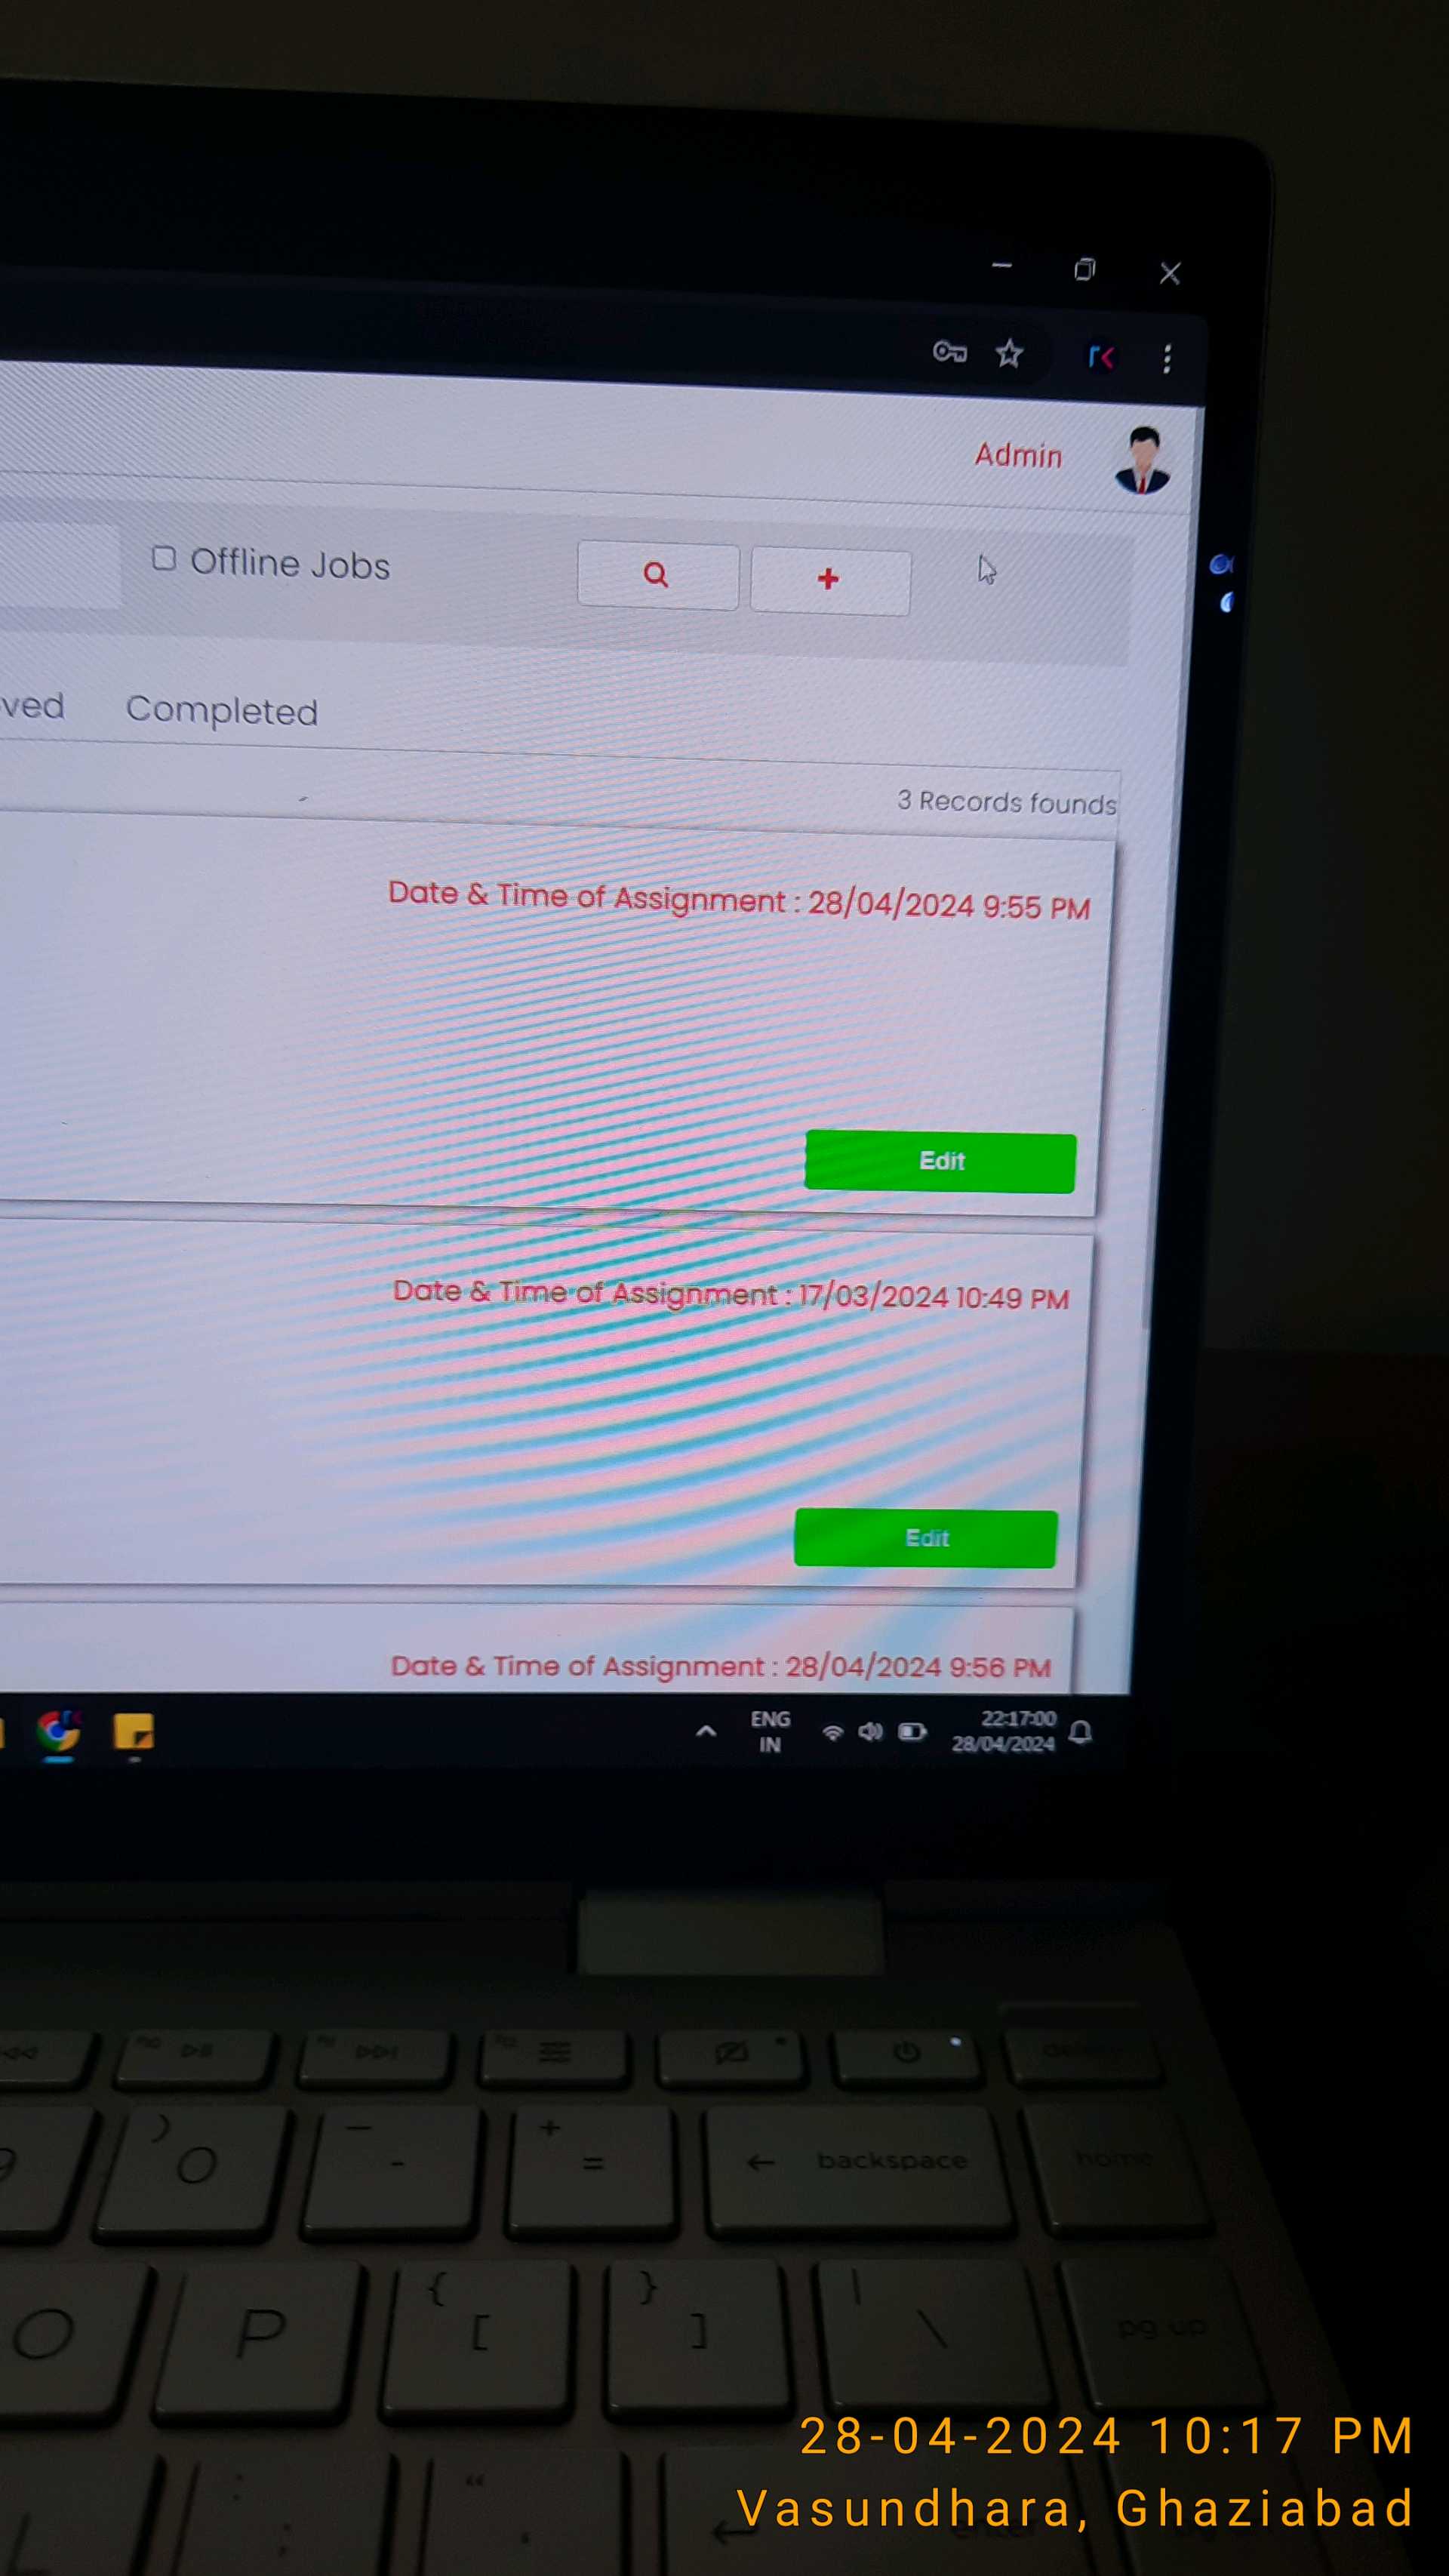 Admin
Offline Jobs
ved Completed
3 Records founds
Date & Time of Assignment : 28/04/2024 9:55 PM
Edit
Date & Time of Assignment : 17/03/2024 10:49 PM
Edit
Date & Time of Assignment : 28/04/2024 9:56 PM
ENG
IN
22:17:00
28/04/2024
9 ) 0 _ - + = ← backspace home
O P { [ } ] | \ pg up
L : ; “ ' ←
28-04-2024 10:17 PM
Vasundhara, Ghaziabad